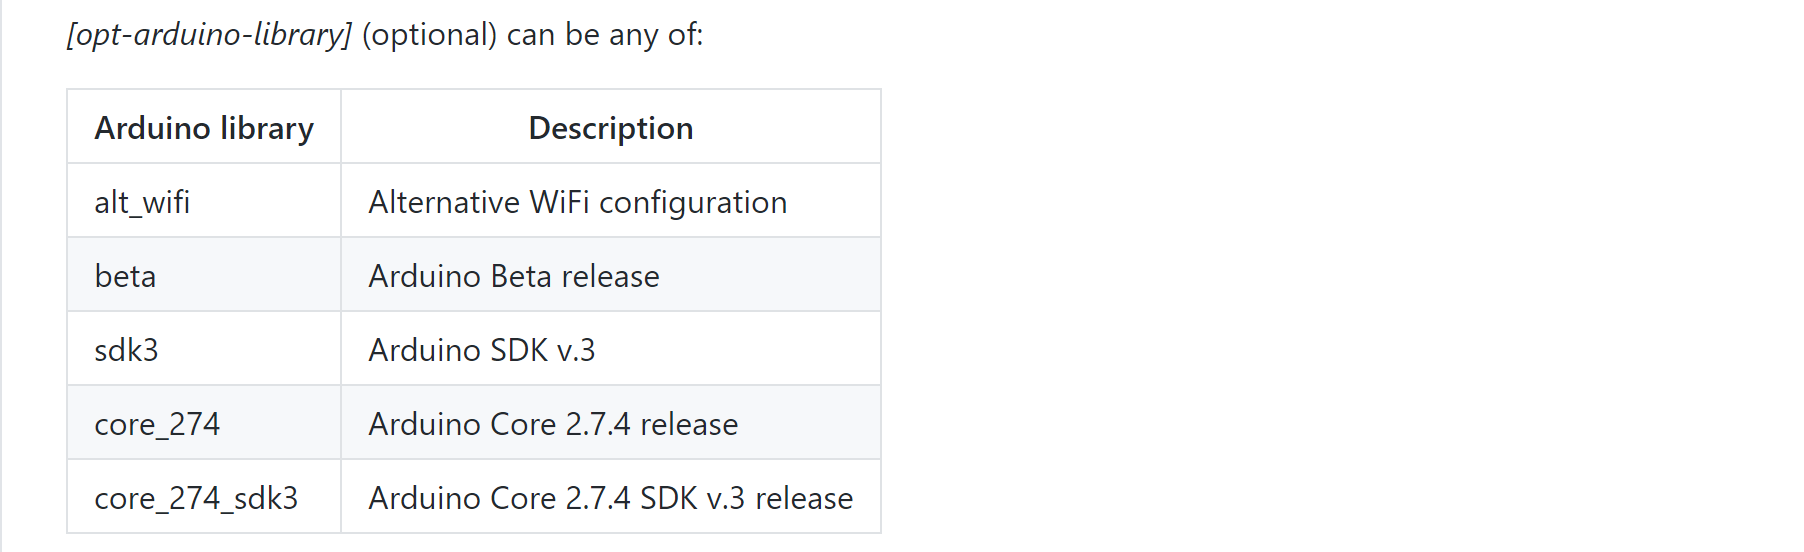 [opt-arduino-library] (optional) can be any of:
Arduino library Description
alt_wifi Alternative WiFi configuration
beta Arduino Beta release
sdk3 Arduino SDK v.3
core_274 Arduino Core 2.7.4 release
core_274_sdk3 Arduino Core 2.7.4 SDK v.3 release